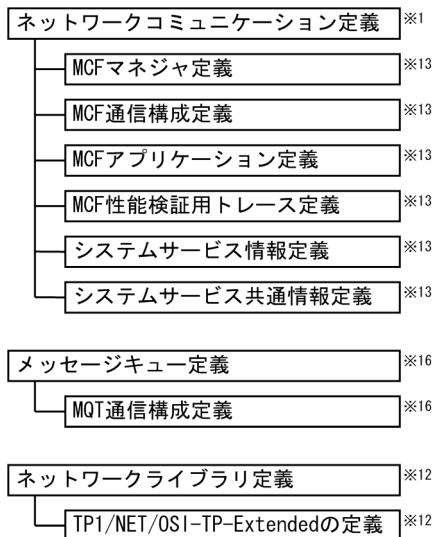 ネットワークコミュニケーション定義 ※1
MCFマネジャ定義 ※13
MCF通信構成定義 ※13
MCFアプリケーション定義 ※13
MCF性能検証用トレース定義 ※13
システムサービス情報定義 ※13
システムサービス共通情報定義 ※13
メッセージキュー定義 ※16
MQT通信構成定義 ※16
ネットワークライブラリ定義 ※12
TP1/NET/OSI-TP-Extendedの定義 ※12